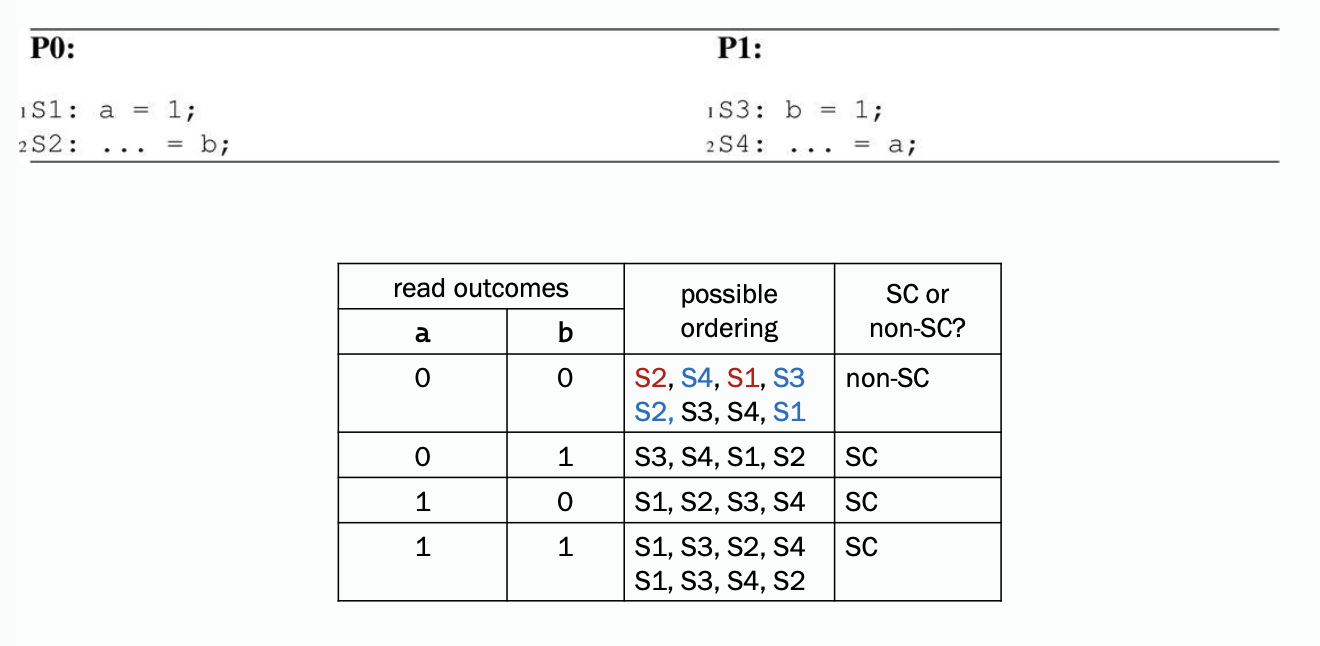 P0: P1:
1S1: a = 1; 1S3: b = 1;
2S2: ... = b; 2S4: ... = a;
read outcomes possible ordering SC or non-SC?
a b
0 0 S2, S4, S1, S3 non-SC
S2, S3, S4, S1
0 1 S3, S4, S1, S2 SC
1 0 S1, S2, S3, S4 SC
1 1 S1, S3, S2, S4 SC
S1, S3, S4, S2